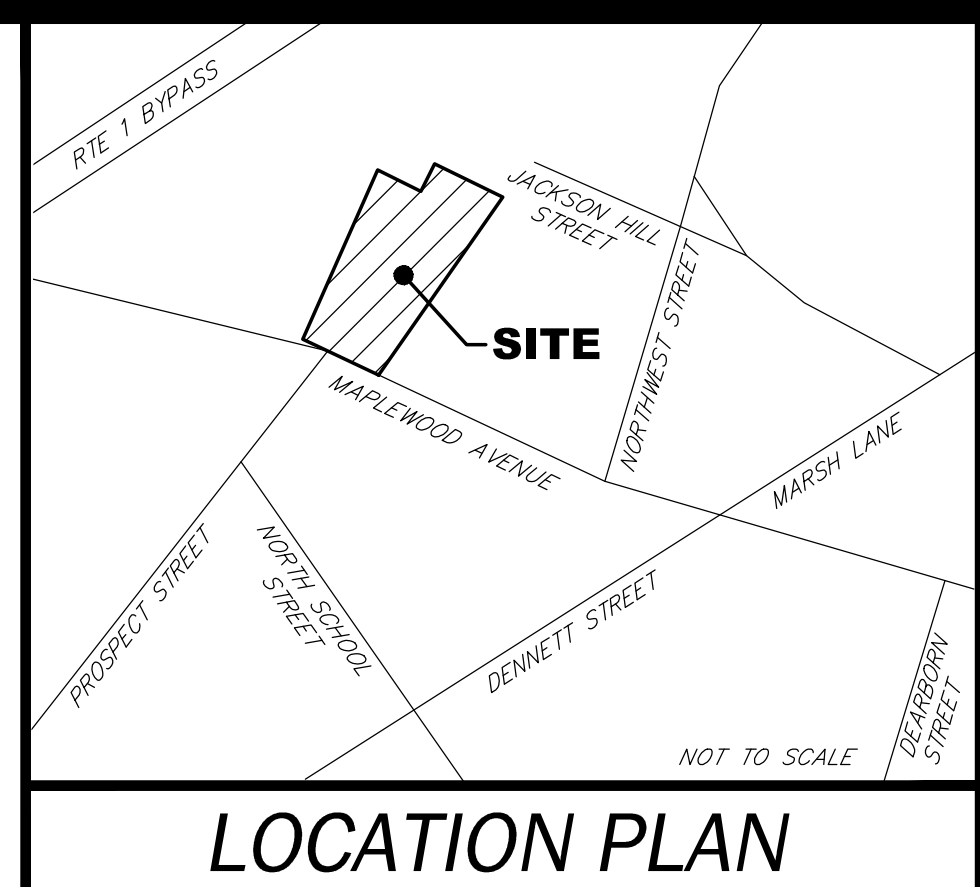 RTE 1 BYPASS
JACKSON HILL
STREET
NORTHWEST STREET
SITE
MAPLEWOOD AVENUE
MARSH LANE
PROSPECT STREET
NORTH SCHOOL
STREET
DENNETT STREET
DEARBORN
STREET
NOT TO SCALE
LOCATION PLAN